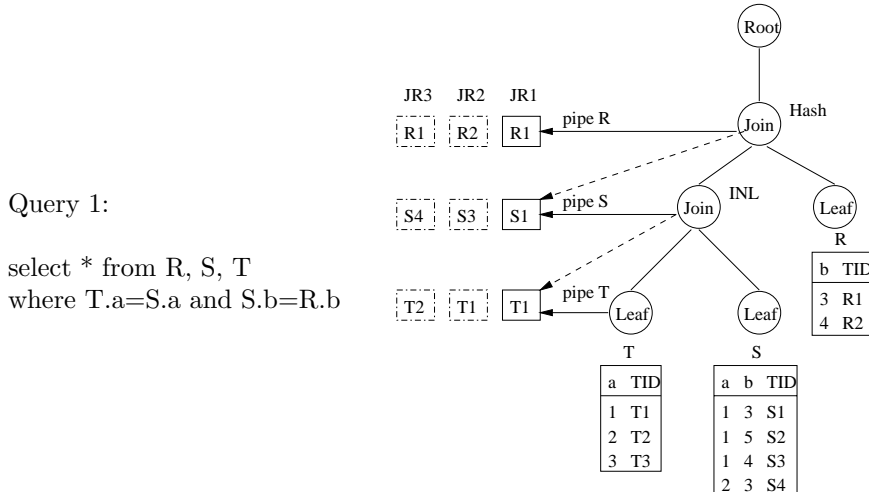 Root
JR3 JR2 JR1
Hash
Join
pipe R
R1 R2 R1
Query 1:
select * from R, S, T
where T.a=S.a and S.b=R.b
S4 S3 S1
pipe S
Join
INL
Leaf
R
b TID
3 R1
4 R2
T2 T1 T1
pipe T
Leaf
Leaf
T
S
a TID
1 T1
2 T2
3 T3
a b TID
1 3 S1
1 5 S2
1 4 S3
2 3 S4